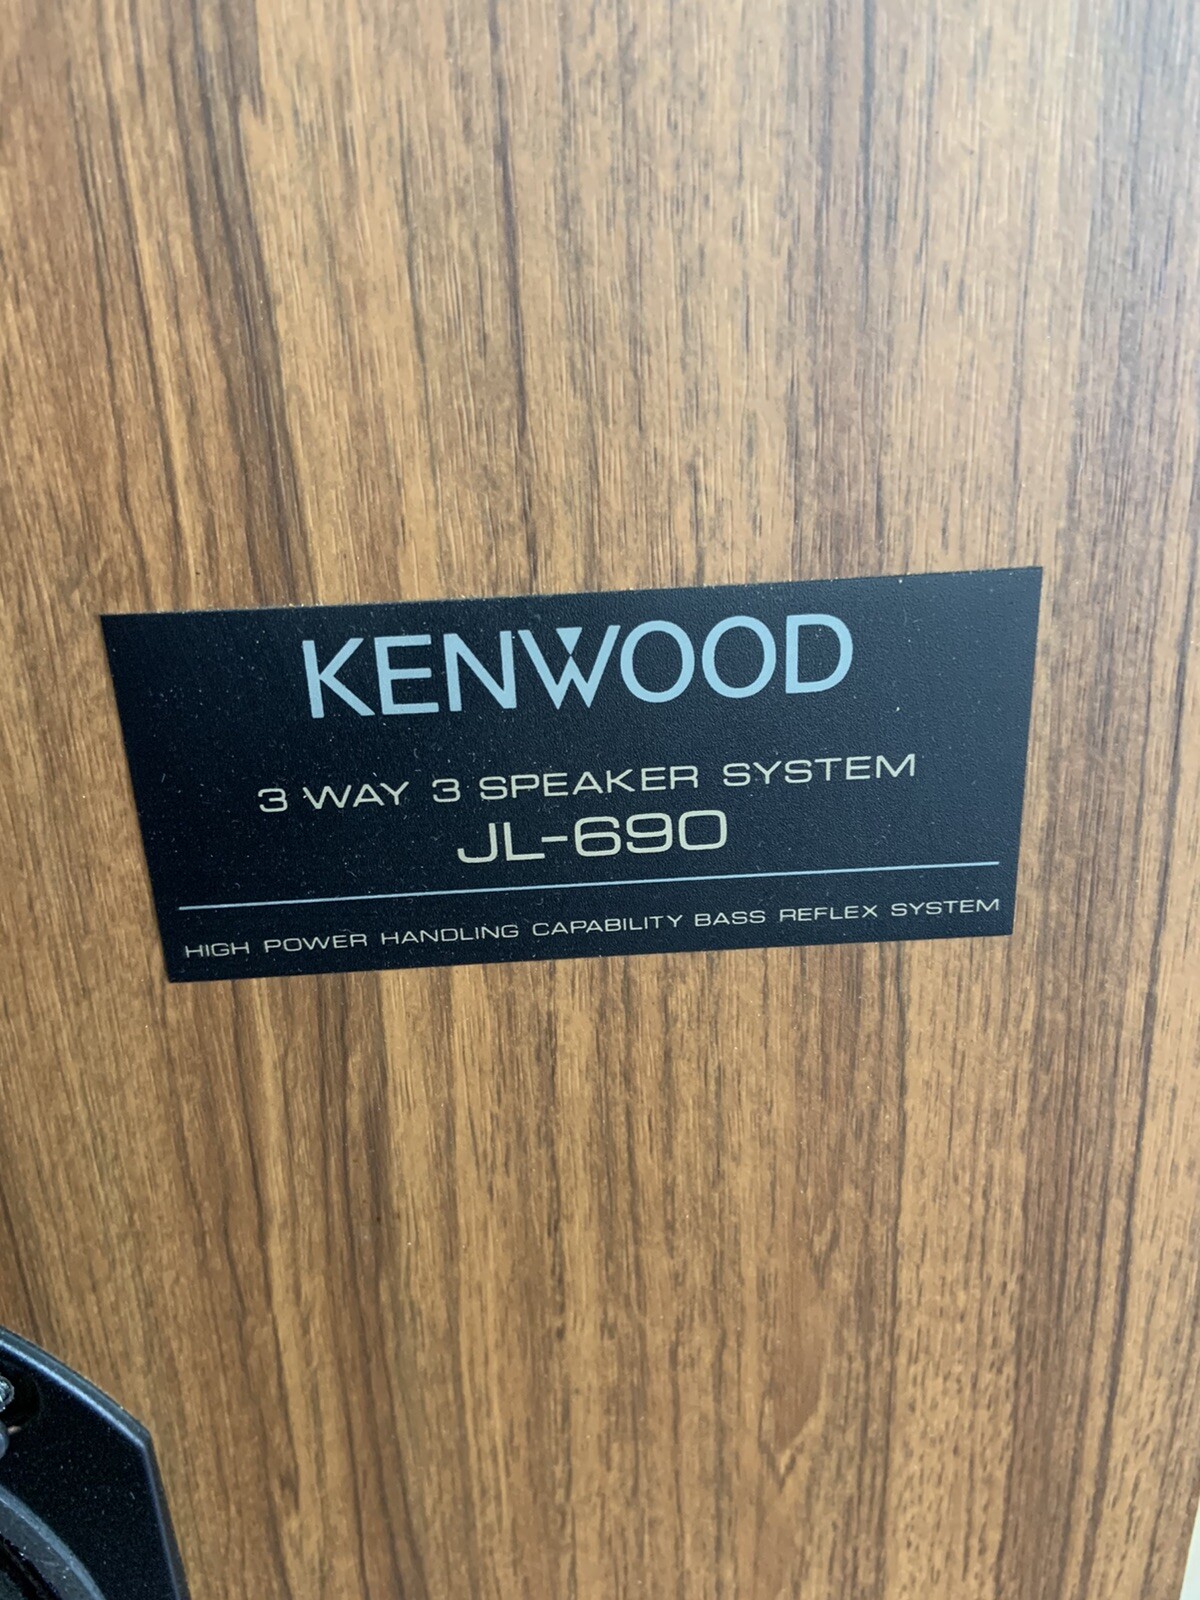 KENWOOD
3 WAY 3 SPEAKER SYSTEM
JL-690
HIGH POWER HANDLING CAPABILITY BASS REFLEX SYSTEM